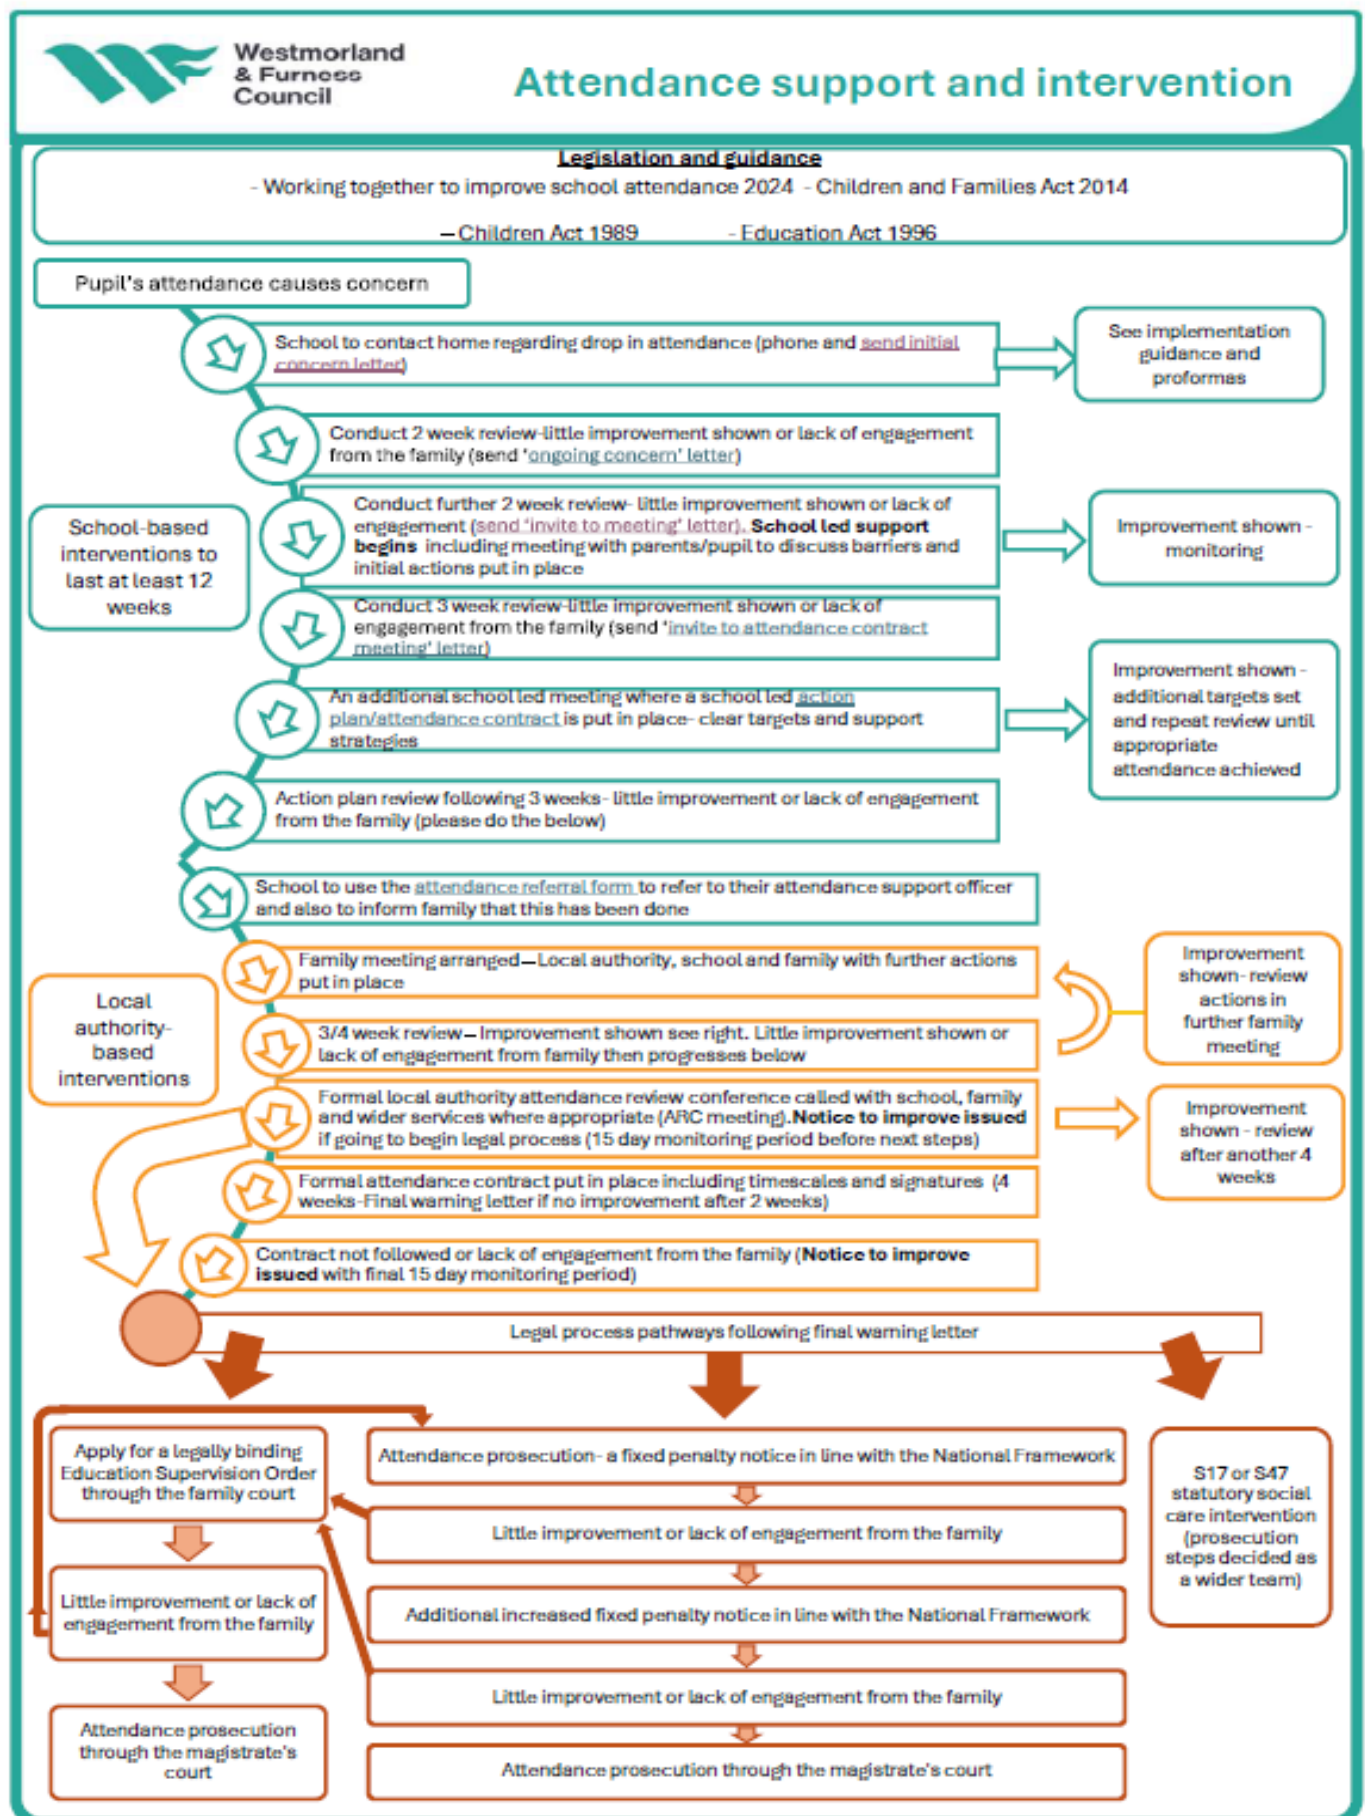 Westmorland
& Furness
Council
Attendance support and intervention
Legislation and guidance
- Working together to improve school attendance 2024 - Children and Families Act 2014
– Children Act 1989 - Education Act 1996
Pupil's attendance causes concern
School to contact home regarding drop in attendance (phone and send initial
concern letter)
See implementation
guidance and
proformas
Conduct 2 week review-little improvement shown or lack of engagement
from the family (send 'ongoing concern' letter)
School-based
interventions to
last at least 12
weeks
Conduct further 2 week review- little improvement shown or lack of
engagement (send 'invite to meeting' letter). School led support
begins including meeting with parents/pupil to discuss barriers and
initial actions put in place
Improvement shown -
monitoring
Conduct 3 week review-little improvement shown or lack of
engagement from the family (send 'invite to attendance contract
meeting' letter)
An additional school led meeting where a school led action
plan/attendance contract is put in place- clear targets and support
strategies
Improvement shown -
additional targets set
and repeat review until
appropriate
attendance achieved
Action plan review following 3 weeks- little improvement or lack of engagement
from the family (please do the below)
School to use the attendance referral form to refer to their attendance support officer
and also to inform family that this has been done
Local
authority-
based
interventions
Family meeting arranged—Local authority, school and family with further actions
put in place
Improvement
shown- review
actions in
further family
meeting
3/4 week review— Improvement shown see right. Little improvement shown or
lack of engagement from family then progresses below
Formal local authority attendance review conference called with school, family
and wider services where appropriate (ARC meeting).Notice to improve issued
if going to begin legal process (15 day monitoring period before next steps)
Improvement
shown - review
after another 4
weeks
Formal attendance contract put in place including timescales and signatures (4
weeks-Final warning letter if no improvement after 2 weeks)
Contract not followed or lack of engagement from the family (Notice to improve
issued with final 15 day monitoring period)
Legal process pathways following final warning letter
Apply for a legally binding
Education Supervision Order
through the family court
Little improvement or lack of
engagement from the family
Attendance prosecution
through the magistrate's
court
Attendance prosecution- a fixed penalty notice in line with the National Framework
Little improvement or lack of engagement from the family
Additional increased fixed penalty notice in line with the National Framework
Little improvement or lack of engagement from the family
Attendance prosecution through the magistrate's court
S17 or S47
statutory social
care intervention
(prosecution
steps decided as
a wider team)